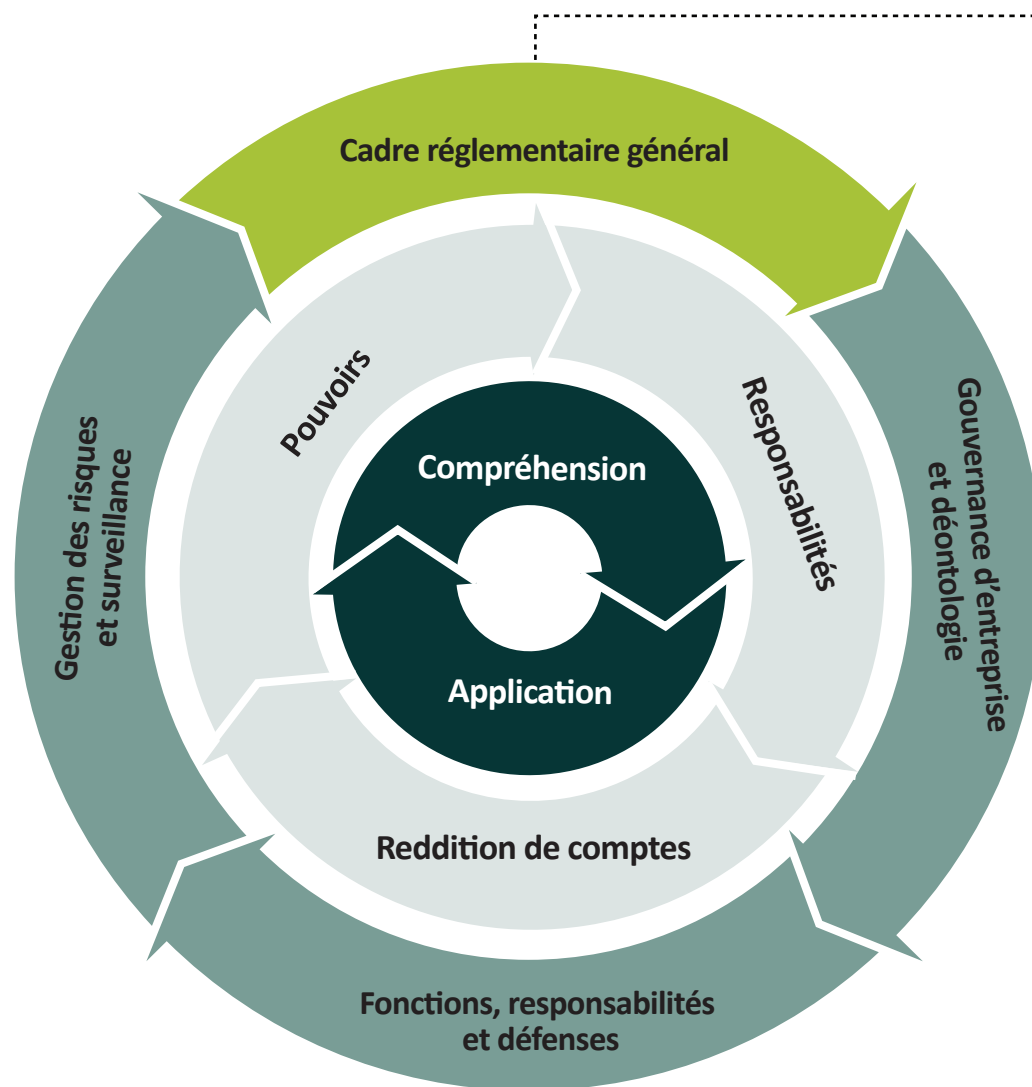 Cadre réglementaire général
Pouvoirs
Responsabilités
Compréhension
Gouvernance d'entreprise
et déontologie
Gestion des risques
et surveillance
Application
Reddition de comptes
Fonctions, responsabilités
et défenses